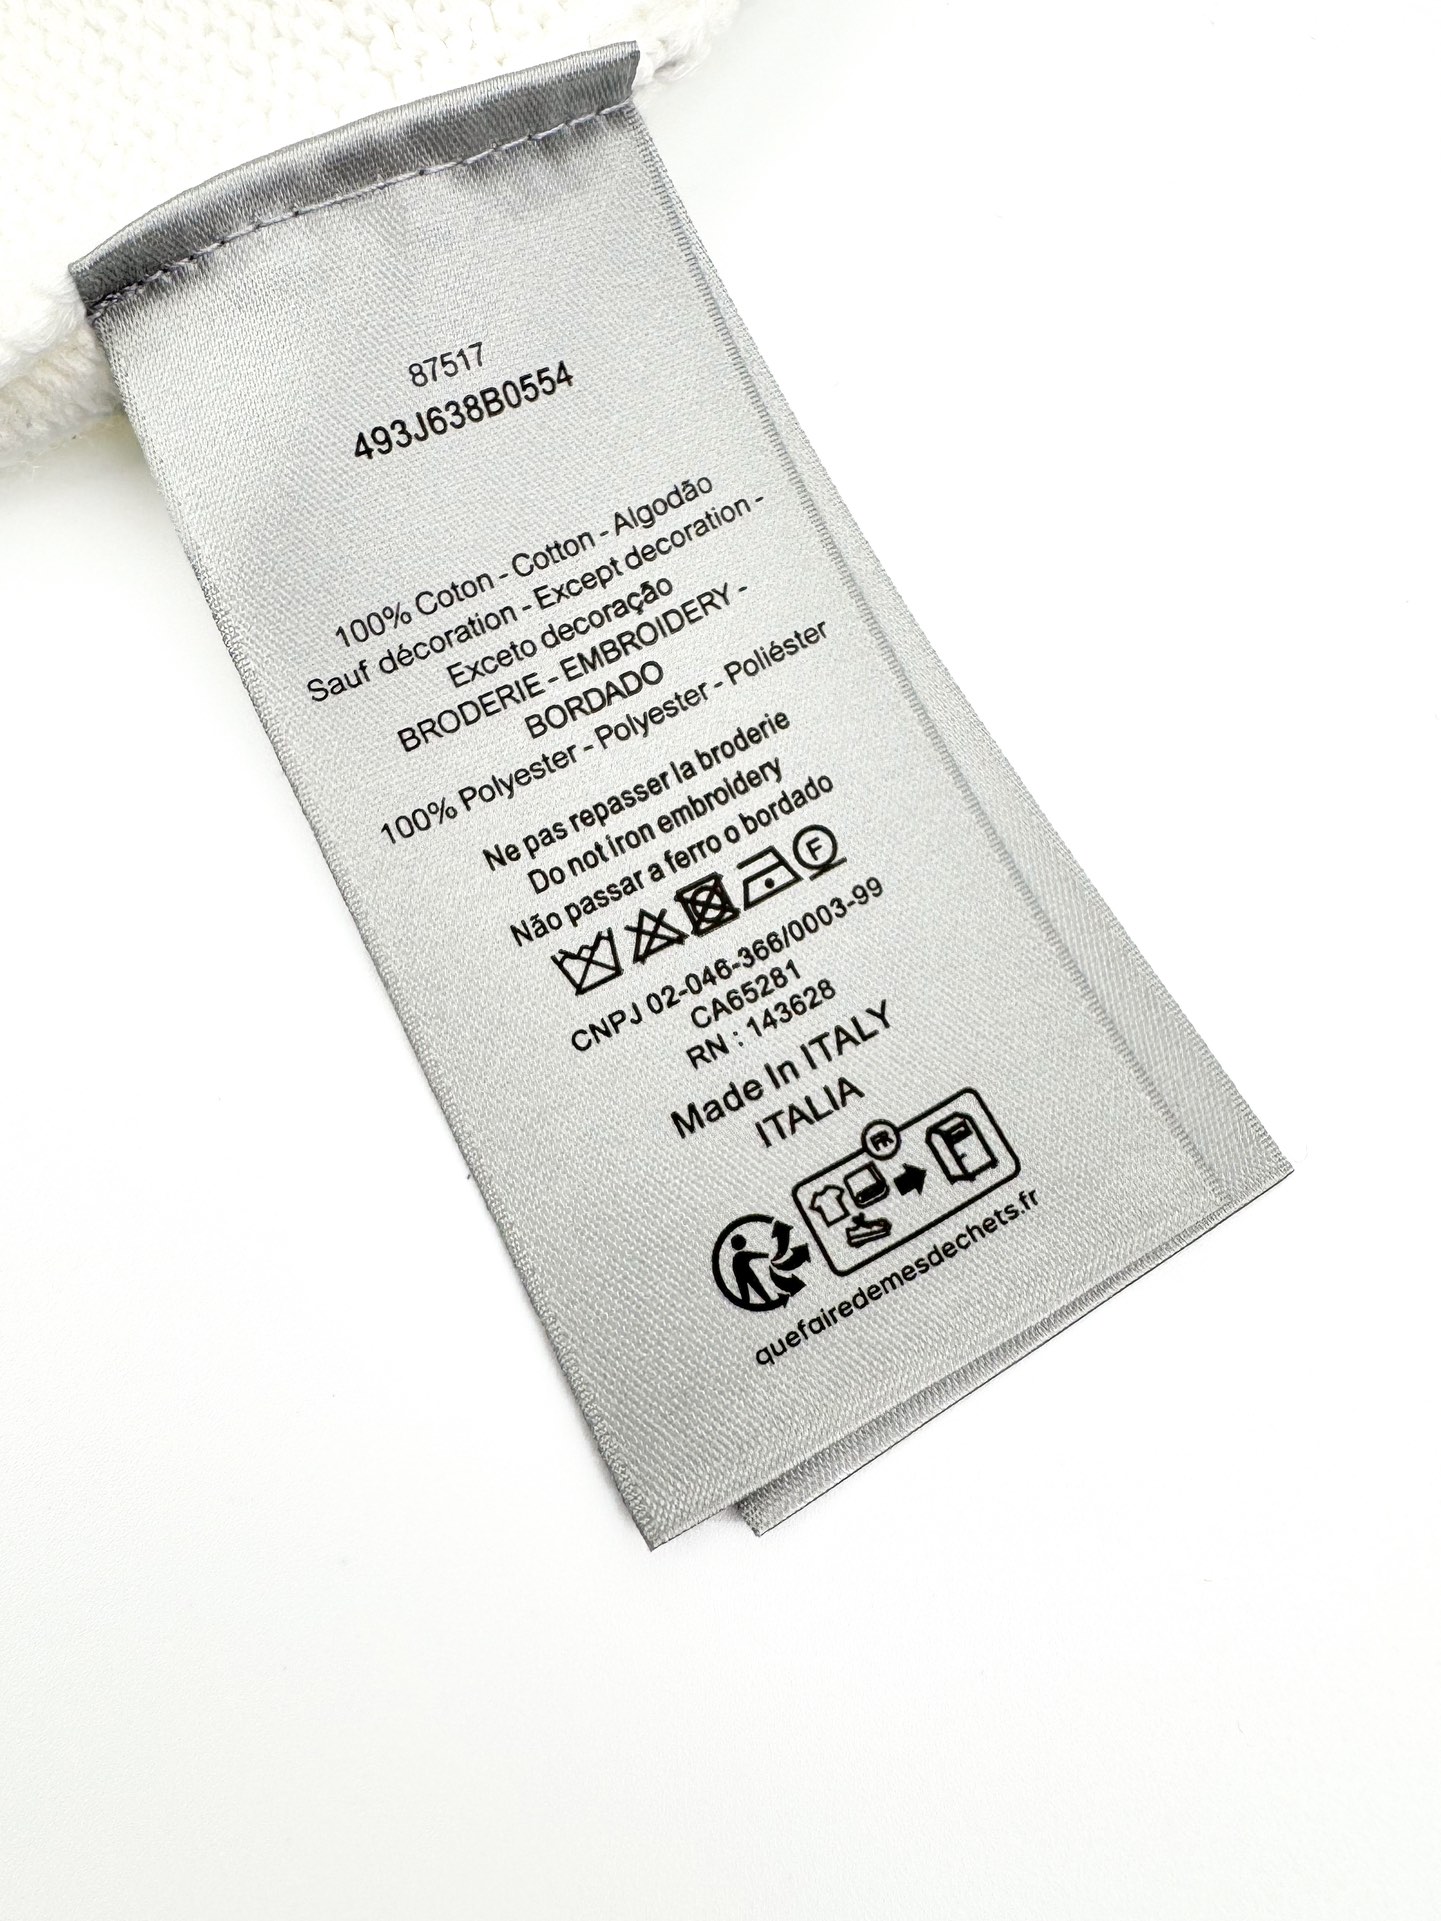 87517
493J638B0554
100% Coton - Cotton - Algodão
Sauf décoration - Except decoration -
Exceto decoração
BRODERIE - EMBROIDERY -
BORDADO
100% Polyester - Polyester - Poliéster
Ne pas repasser la broderie
Do not iron embroidery
Não passar a ferro o bordado
F
CNPJ 02-046-366/0003-99
CA65281
RN : 143628
Made In ITALY
ITALIA
FR
quefairedemesdechets.fr